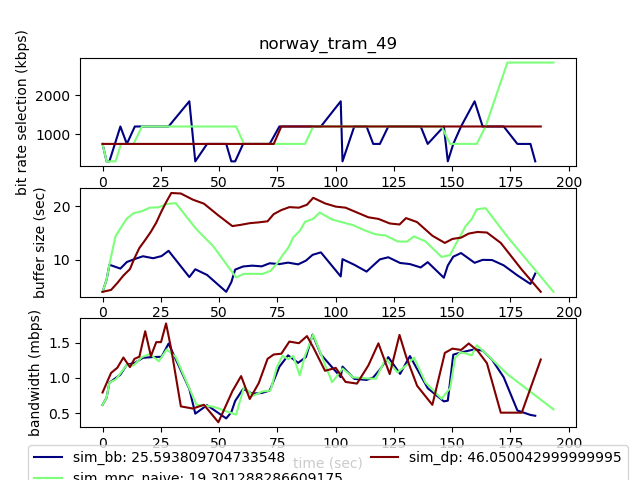 norway_tram_49
bit rate selection (kbps)
2000
1000
0 25 50 75 100 125 150 175 200
buffer size (sec)
20
10
0 25 50 75 100 125 150 175 200
bandwidth (mbps)
1.5
1.0
0.5
0 25 50 75 100 125 150 175 200
time (sec)
sim_bb: 25.593809704733548
sim_dp: 46.050042999999995
sim_mpc_naive: 19.301288286609175